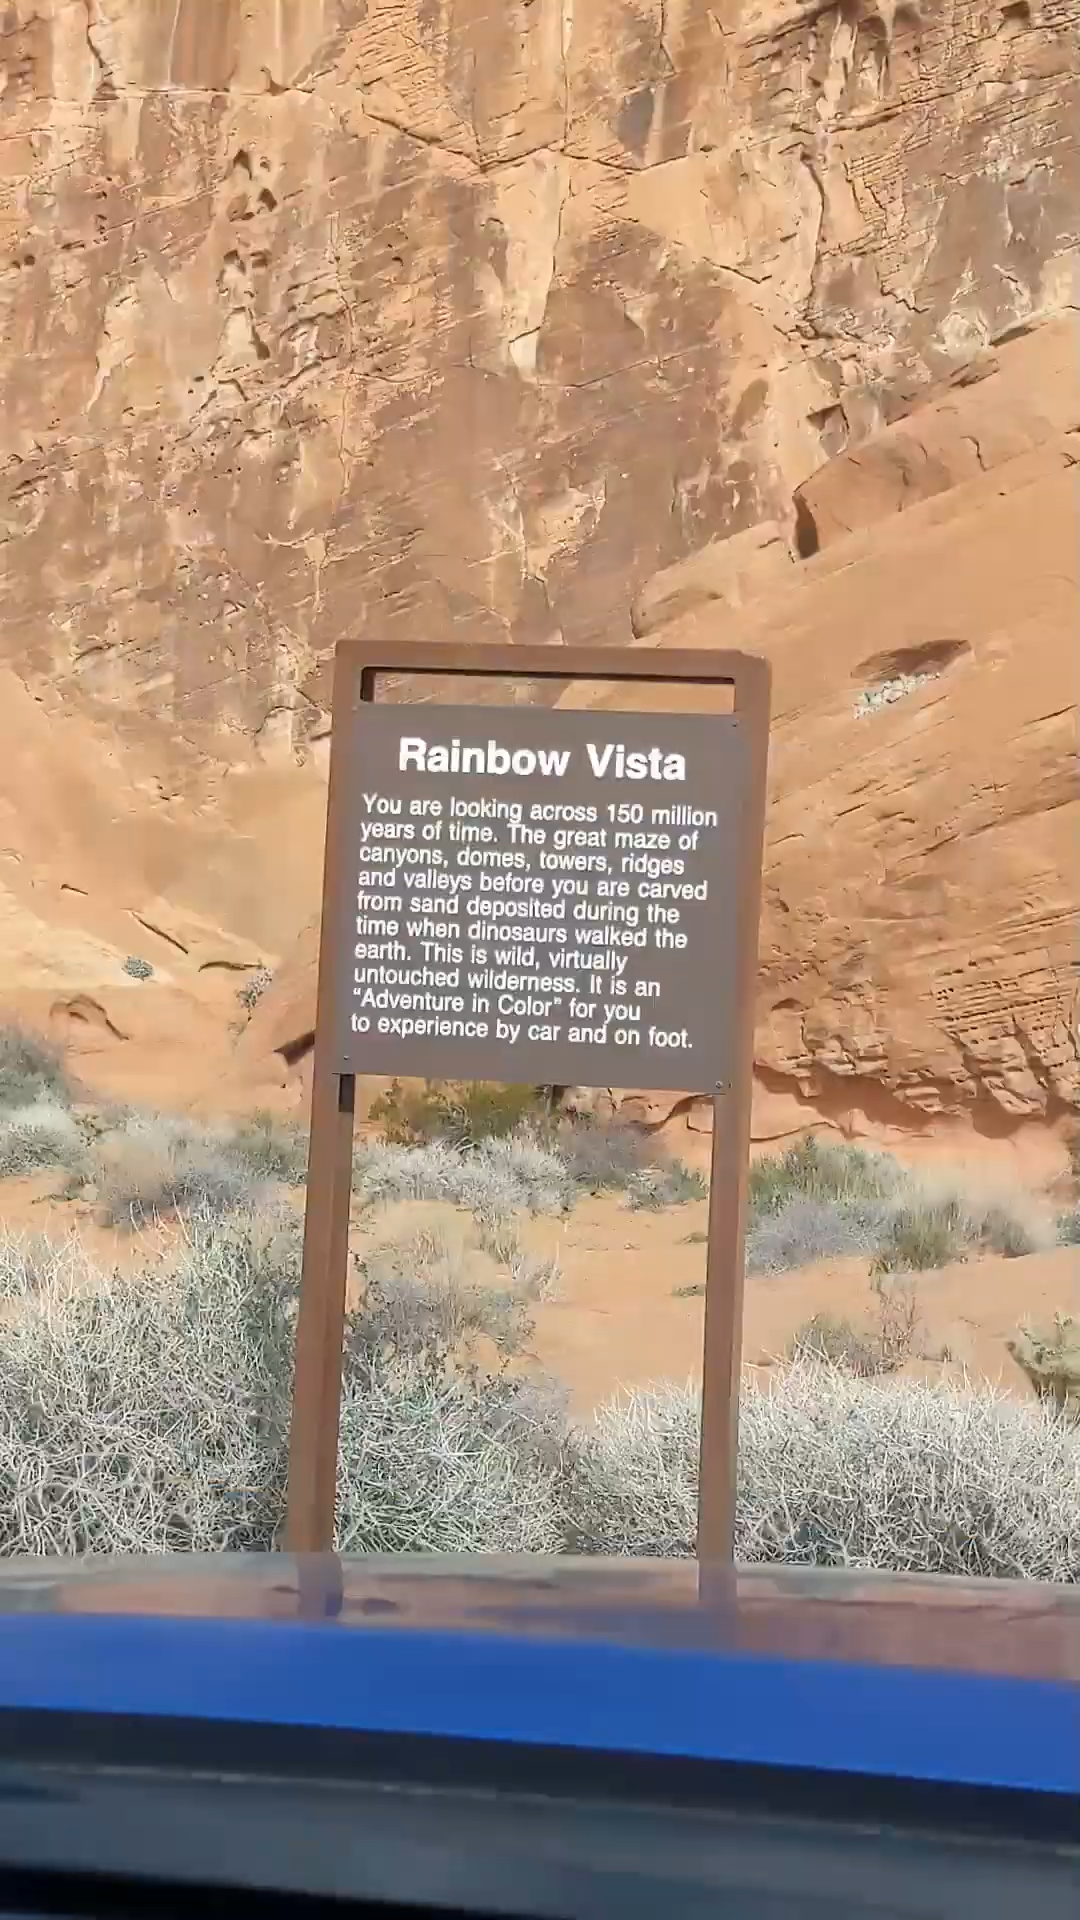 Rainbow Vista
You are looking across 150 million
years of time. The great maze of
canyons, domes, towers, ridges
and valleys before you are carved
from sand deposited during the
time when dinosaurs walked the
earth. This is wild, virtually
untouched wilderness. It is an
“Adventure in Color” for you
to experience by car and on foot.